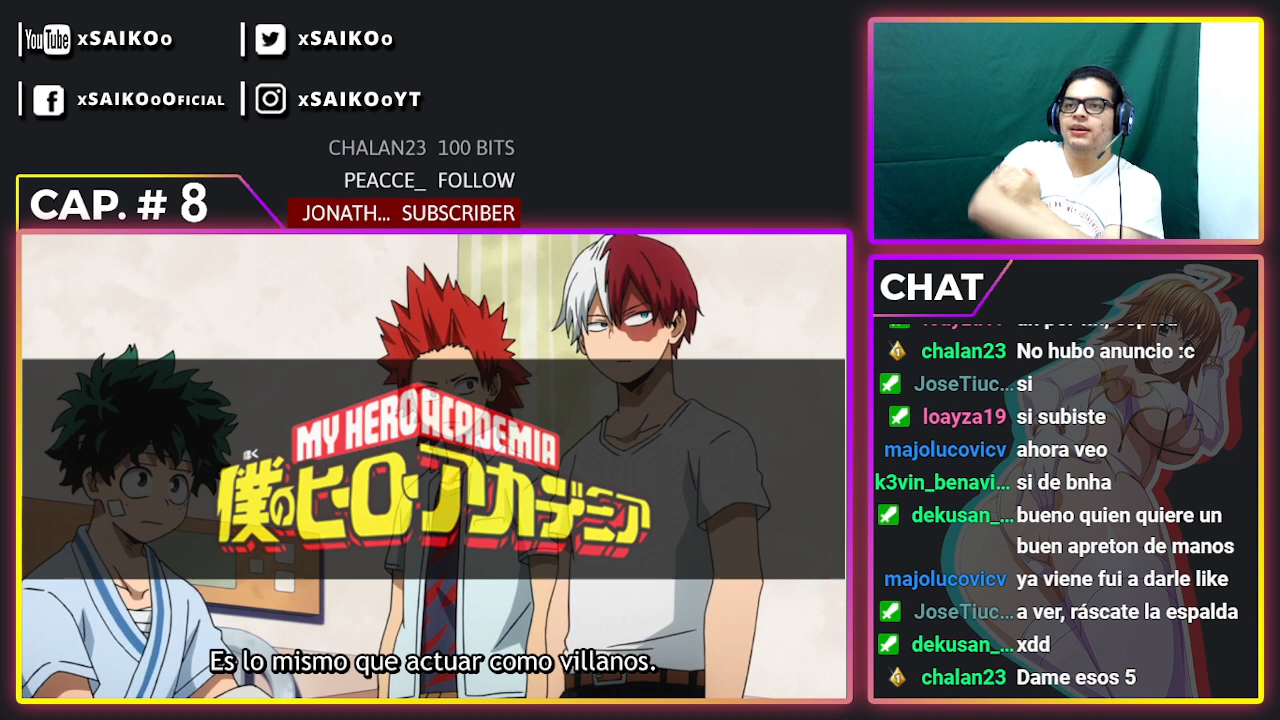 YouTube xSAIKOo
xSAIKOo
xSAIKOoOficial
xSAIKOoYT
CHALAN23 100 BITS
PEACCE_ FOLLOW
JONATH... SUBSCRIBER
CAP. # 8
MY HERO ACADEMIA
ぼく
僕のヒーローアカデミア
Es lo mismo que actuar como villanos.
CHAT
chalan23 No hubo anuncio :c
JoseTiuc... si
loayza19 si subiste
majolucovicv ahora veo
k3vin_benavi... si de bnha
dekusan_... bueno quien quiere un
buen apreton de manos
majolucovicv ya viene fui a darle like
JoseTiuc... a ver, ráscate la espalda
dekusan_... xdd
chalan23 Dame esos 5